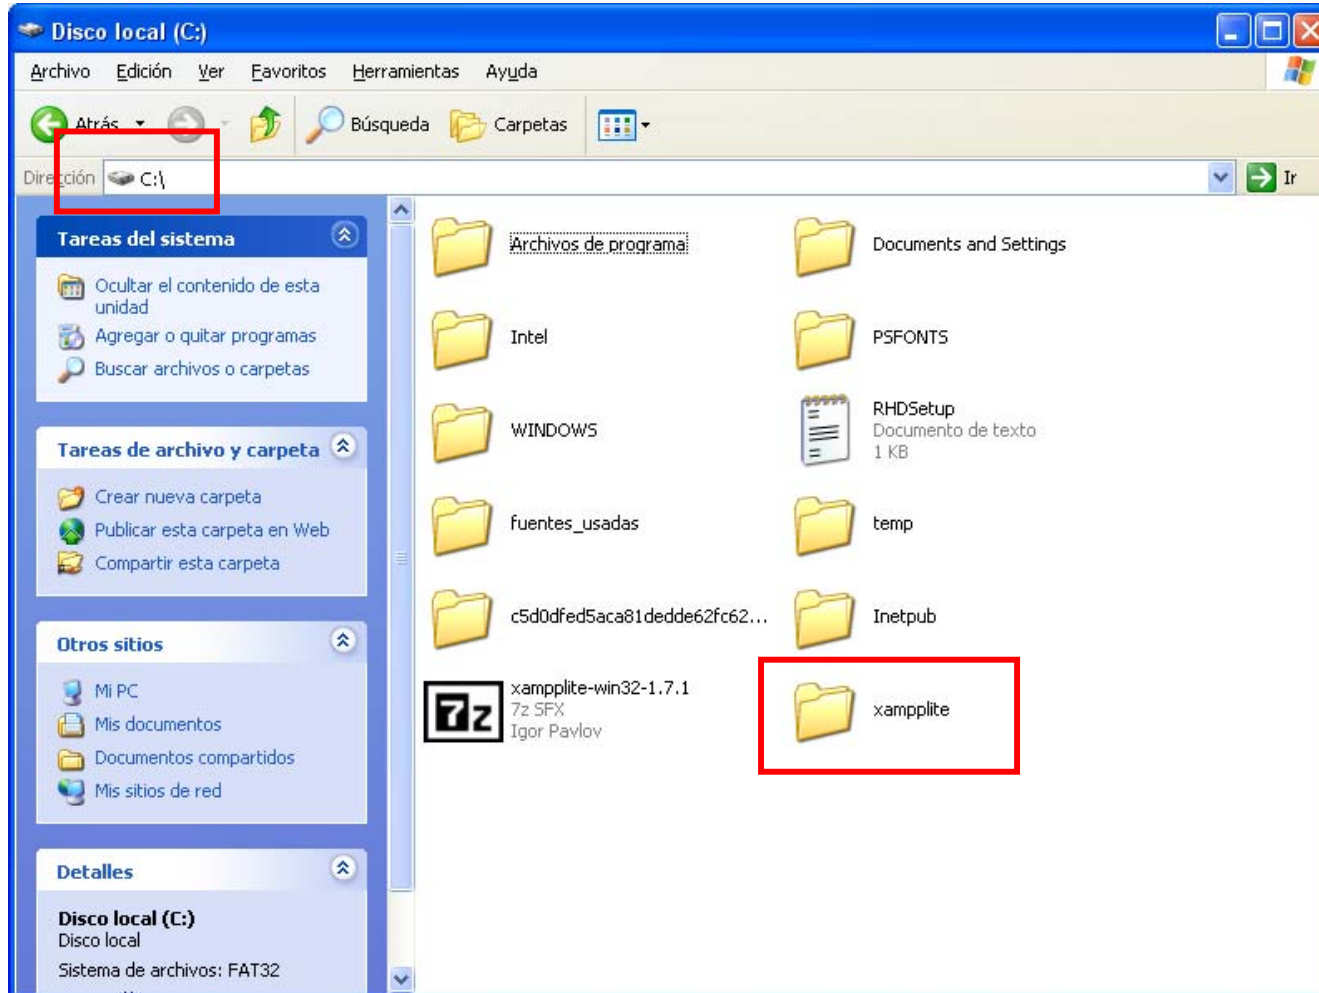 Disco local (C:)
Archivo Edición Ver Favoritos Herramientas Ayuda
Atrás Búsqueda Carpetas
Dirección C:\ Ir
Tareas del sistema
Ocultar el contenido de esta
unidad
Agregar o quitar programas
Buscar archivos o carpetas
Tareas de archivo y carpeta
Crear nueva carpeta
Publicar esta carpeta en Web
Compartir esta carpeta
Otros sitios
Mi PC
Mis documentos
Documentos compartidos
Mis sitios de red
Detalles
Disco local (C:)
Disco local
Sistema de archivos: FAT32
Archivos de programa
Documents and Settings
Intel
PSFONTS
WINDOWS
RHDSetup
Documento de texto
1 KB
fuentes_usadas
temp
c5d0dfed5aca81dedde62fc62...
Inetpub
7z
xampplite-win32-1.7.1
7z SFX
Igor Pavlov
xampplite